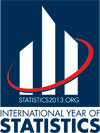 STATISTICS2013.ORG
INTERNATIONAL YEAR OF
STATISTICS